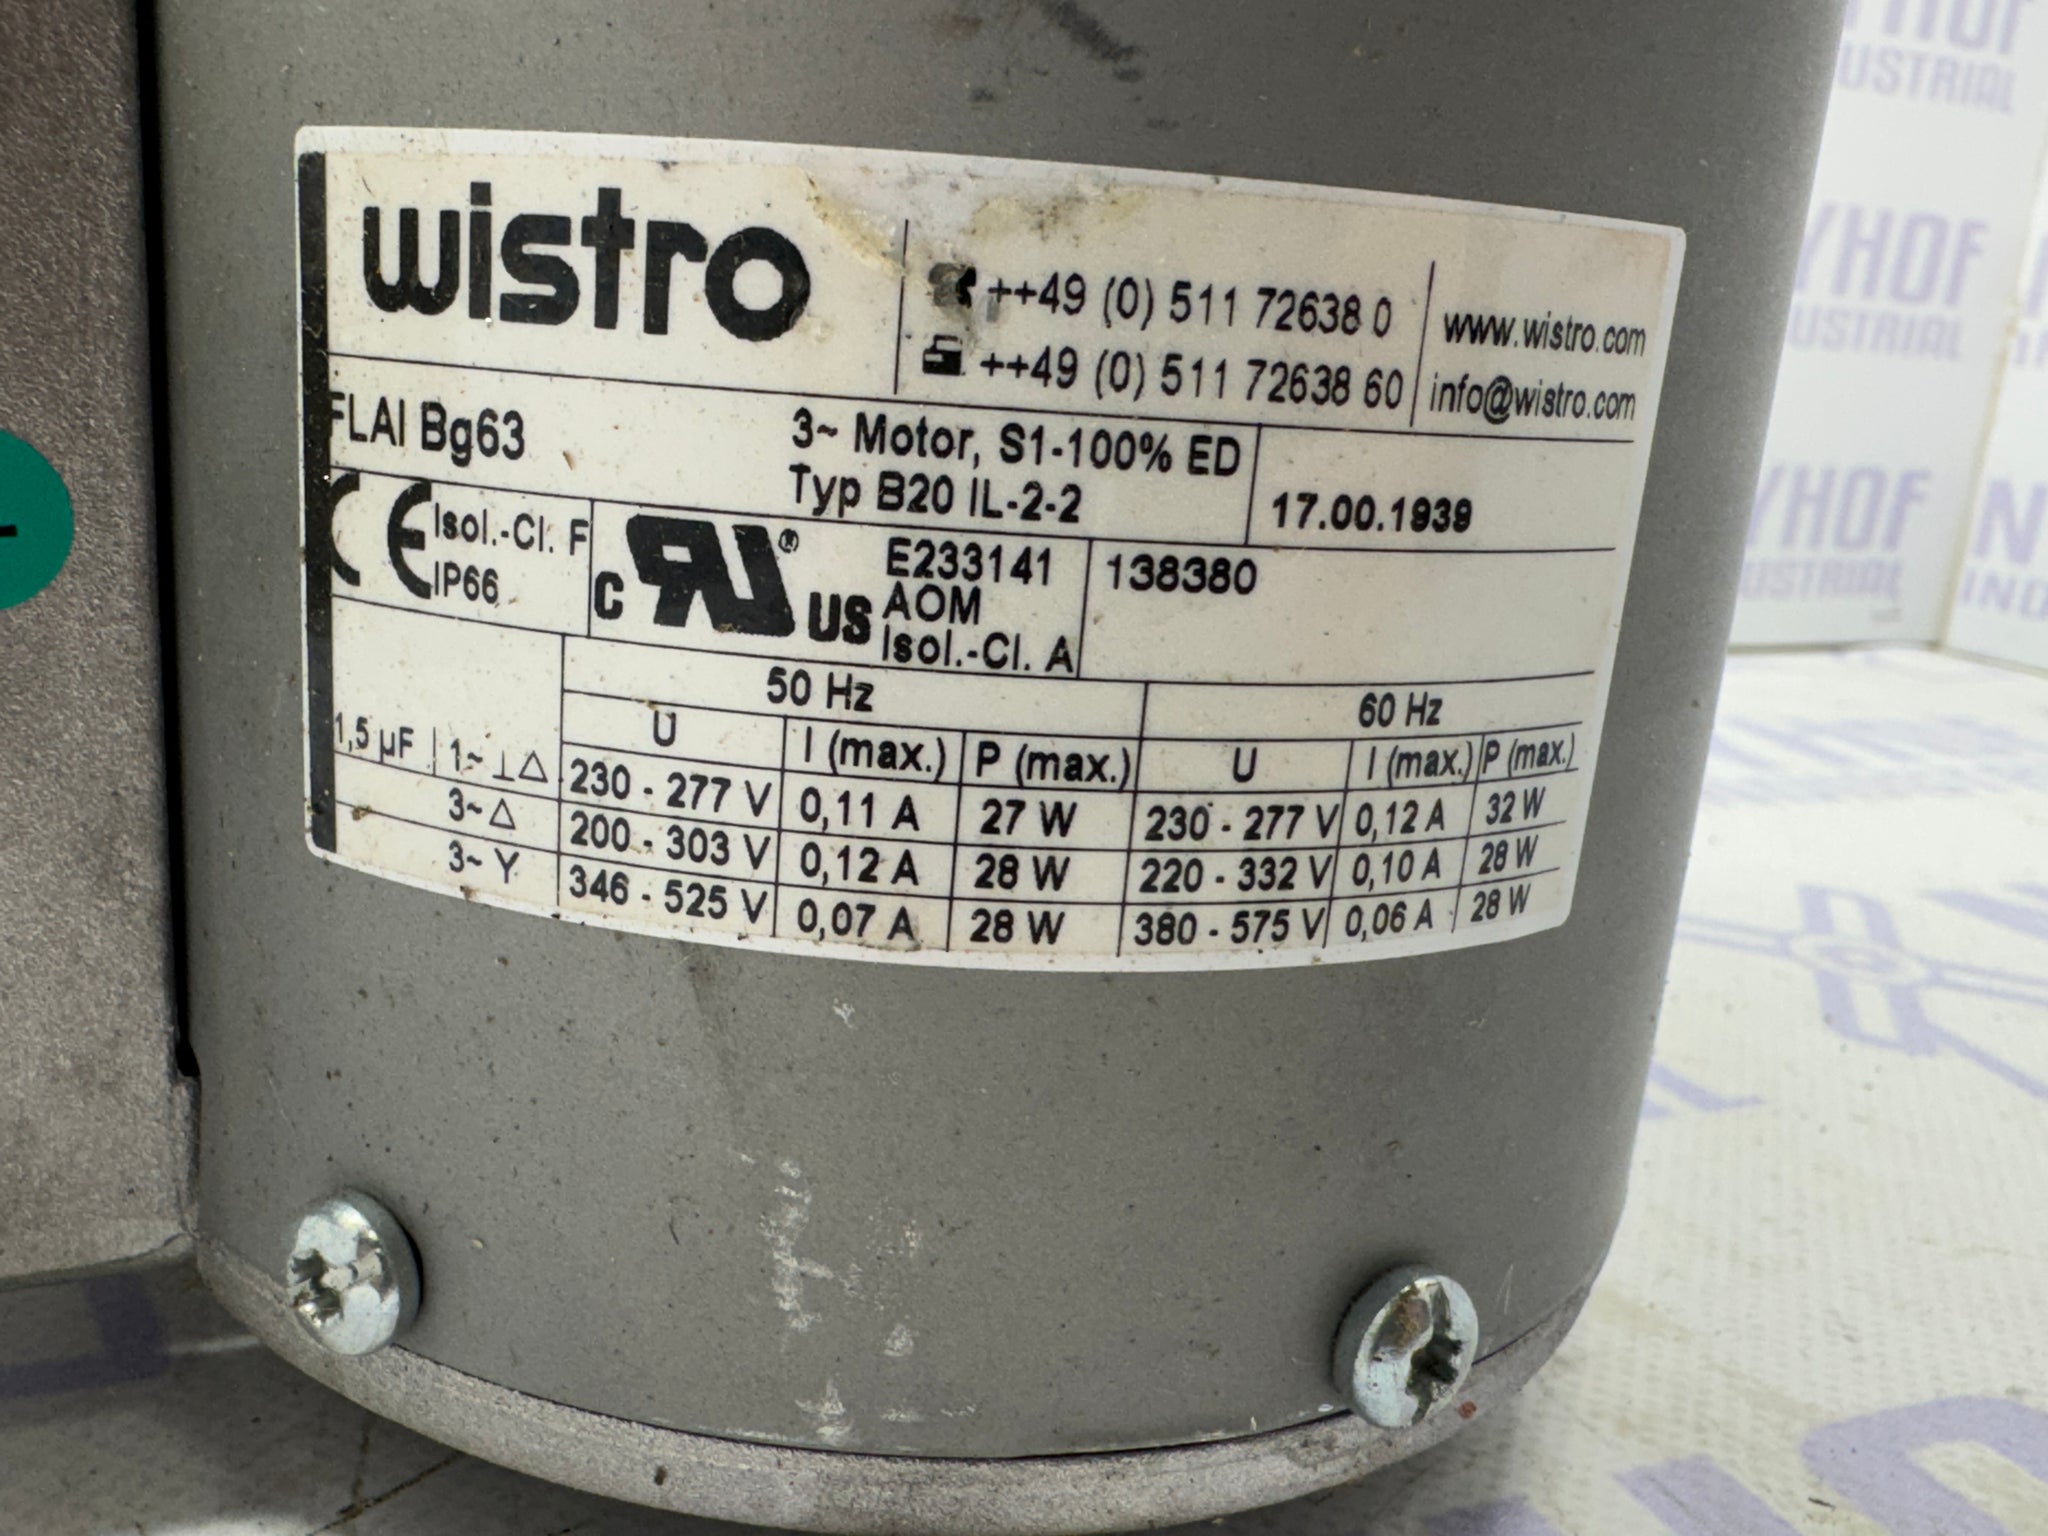 wistro
++49 (0) 511 72638 0
++49 (0) 511 72638 60
www.wistro.com
info@wistro.com
FLAI Bg63
3~ Motor, S1-100% ED
Typ B20 IL-2-2
17.00.1939
CE Isol.-Cl. F
IP66
c RU ® US
E233141
AOM
Isol.-Cl. A
138380
50 Hz 60 Hz
U I (max.) P (max.) U I (max.) P (max.)
1,5 µF 1~ ⊥ △ 230 - 277 V 0,11 A 27 W 230 - 277 V 0,12 A 32 W
3~ △ 200 - 303 V 0,12 A 28 W 220 - 332 V 0,10 A 28 W
3~ Y 346 - 525 V 0,07 A 28 W 380 - 575 V 0,06 A 28 W